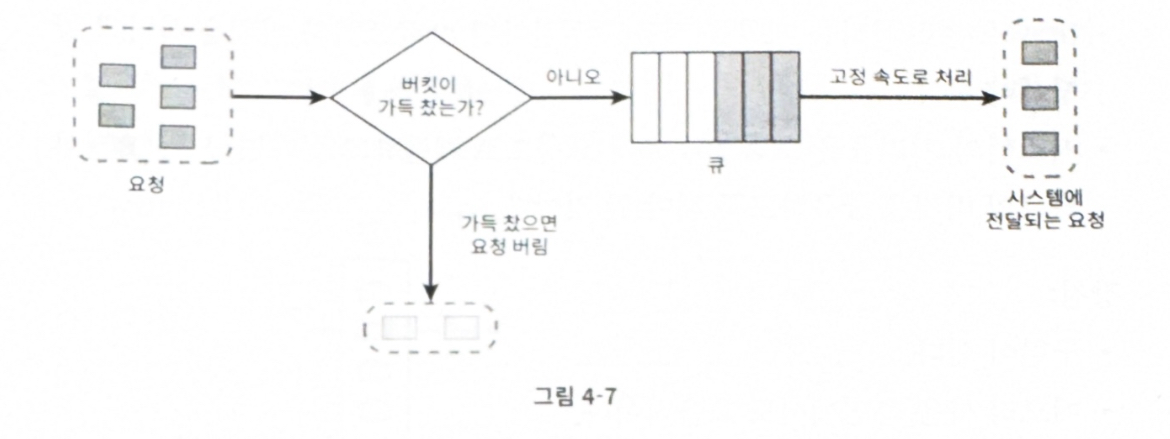 버킷이
가득 찼는가?
아니오
고정 속도로 처리
요청
큐
시스템에
전달되는 요청
가득 찼으면
요청 버림
그림 4-7